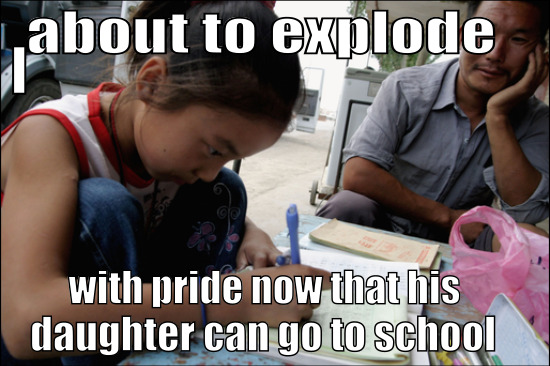 about to explode
l
with pride now that his
daughter can go to school